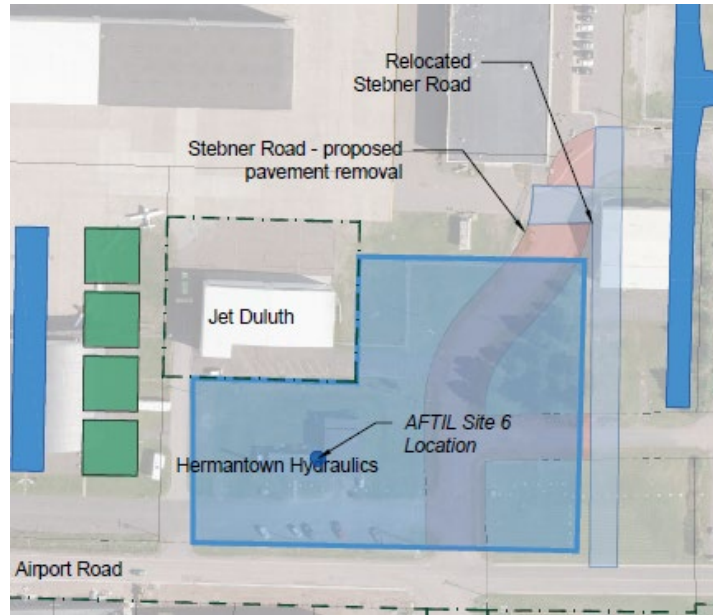 Relocated
Stebner Road
Stebner Road - proposed
pavement removal
Jet Duluth
AFTIL Site 6
Location
Hermantown Hydraulics
Airport Road